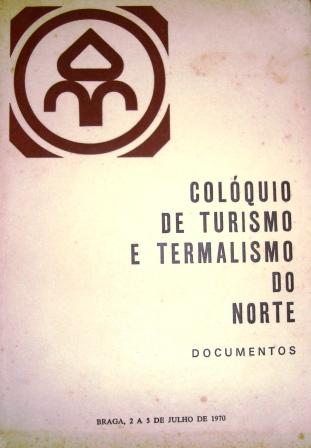 COLÓQUIO
DE TURISMO
E TERMALISMO
DO
NORTE
DOCUMENTOS
BRAGA, 2 A 5 DE JULHO DE 1970